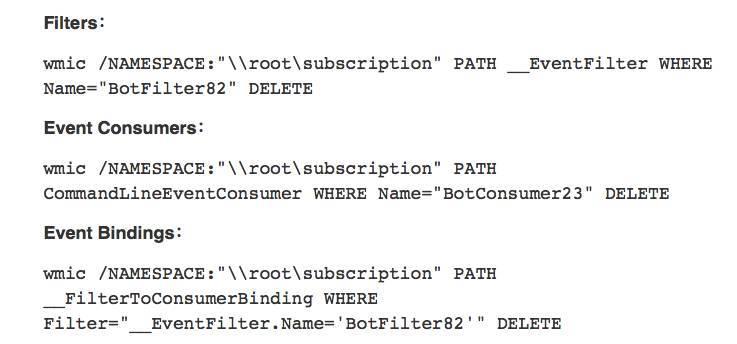 Filters:
wmic /NAMESPACE:"\\root\subscription" PATH __EventFilter WHERE
Name="BotFilter82" DELETE
Event Consumers:
wmic /NAMESPACE:"\\root\subscription" PATH
CommandLineEventConsumer WHERE Name="BotConsumer23" DELETE
Event Bindings:
wmic /NAMESPACE:"\\root\subscription" PATH
__FilterToConsumerBinding WHERE
Filter="__EventFilter.Name='BotFilter82'" DELETE